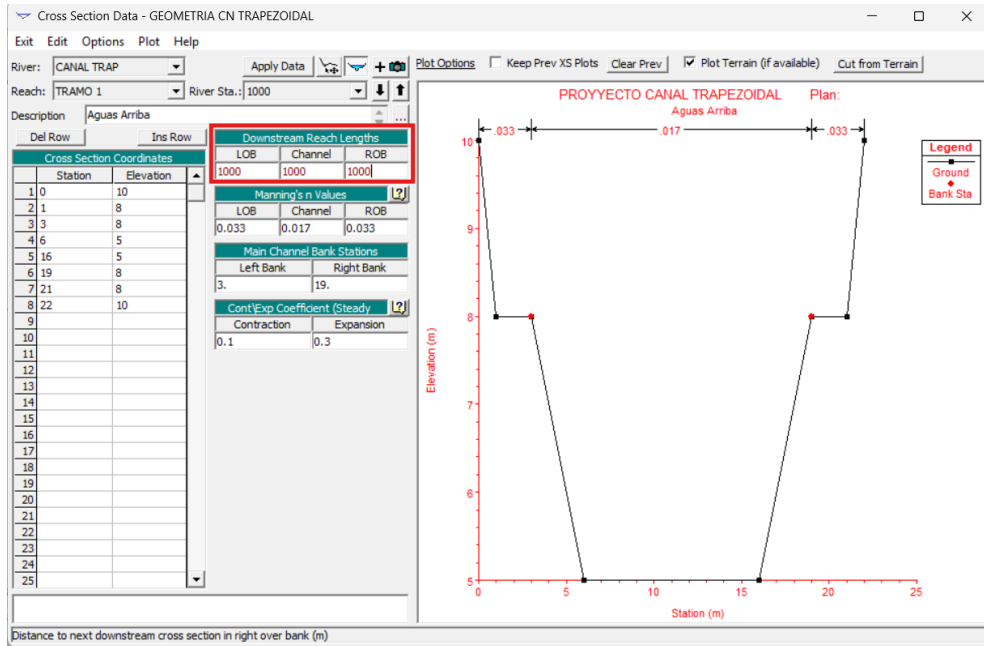 Cross Section Data - GEOMETRIA CN TRAPEZOIDAL
Exit Edit Options Plot Help
River: CANAL TRAP Apply Data
Reach: TRAMO 1 River Sta.: 1000
Description Aguas Arriba ...
Plot Options Keep Prev XS Plots Clear Prev Plot Terrain (if available) Cut from Terrain
Del Row Ins Row
Cross Section Coordinates
Station Elevation
1 0 10
2 1 8
3 3 8
4 6 5
5 16 5
6 19 8
7 21 8
8 22 10
9
10
11
12
13
14
15
16
17
18
19
20
21
22
23
24
25
Downstream Reach Lengths
LOB Channel ROB
1000 1000 1000
Manning's n Values ?
LOB Channel ROB
0.033 0.017 0.033
Main Channel Bank Stations
Left Bank Right Bank
3. 19.
Cont\Exp Coefficient (Steady ?
Contraction Expansion
0.1 0.3
PROYYECTO CANAL TRAPEZOIDAL Plan:
Aguas Arriba
.033 .017 .033
10
9
8
7
6
5
Elevation (m)
0 5 10 15 20 25
Station (m)
Legend
Ground
Bank Sta
Distance to next downstream cross section in right over bank (m)